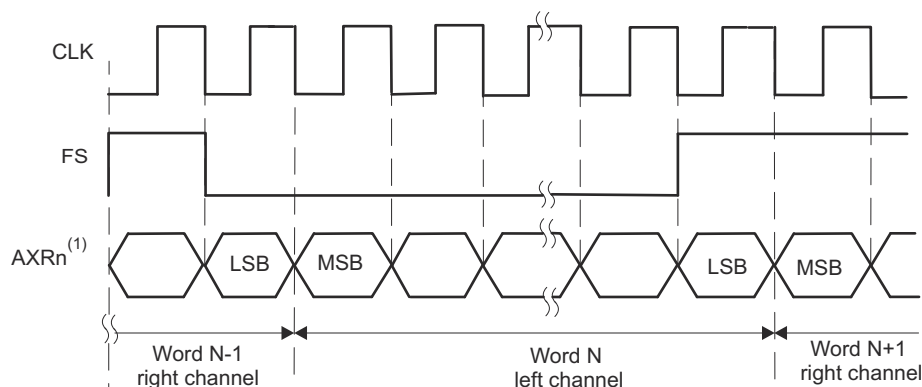 CLK
FS
AXRn(1)
LSB
MSB
LSB
MSB
Word N-1
right channel
Word N
left channel
Word N+1
right channel